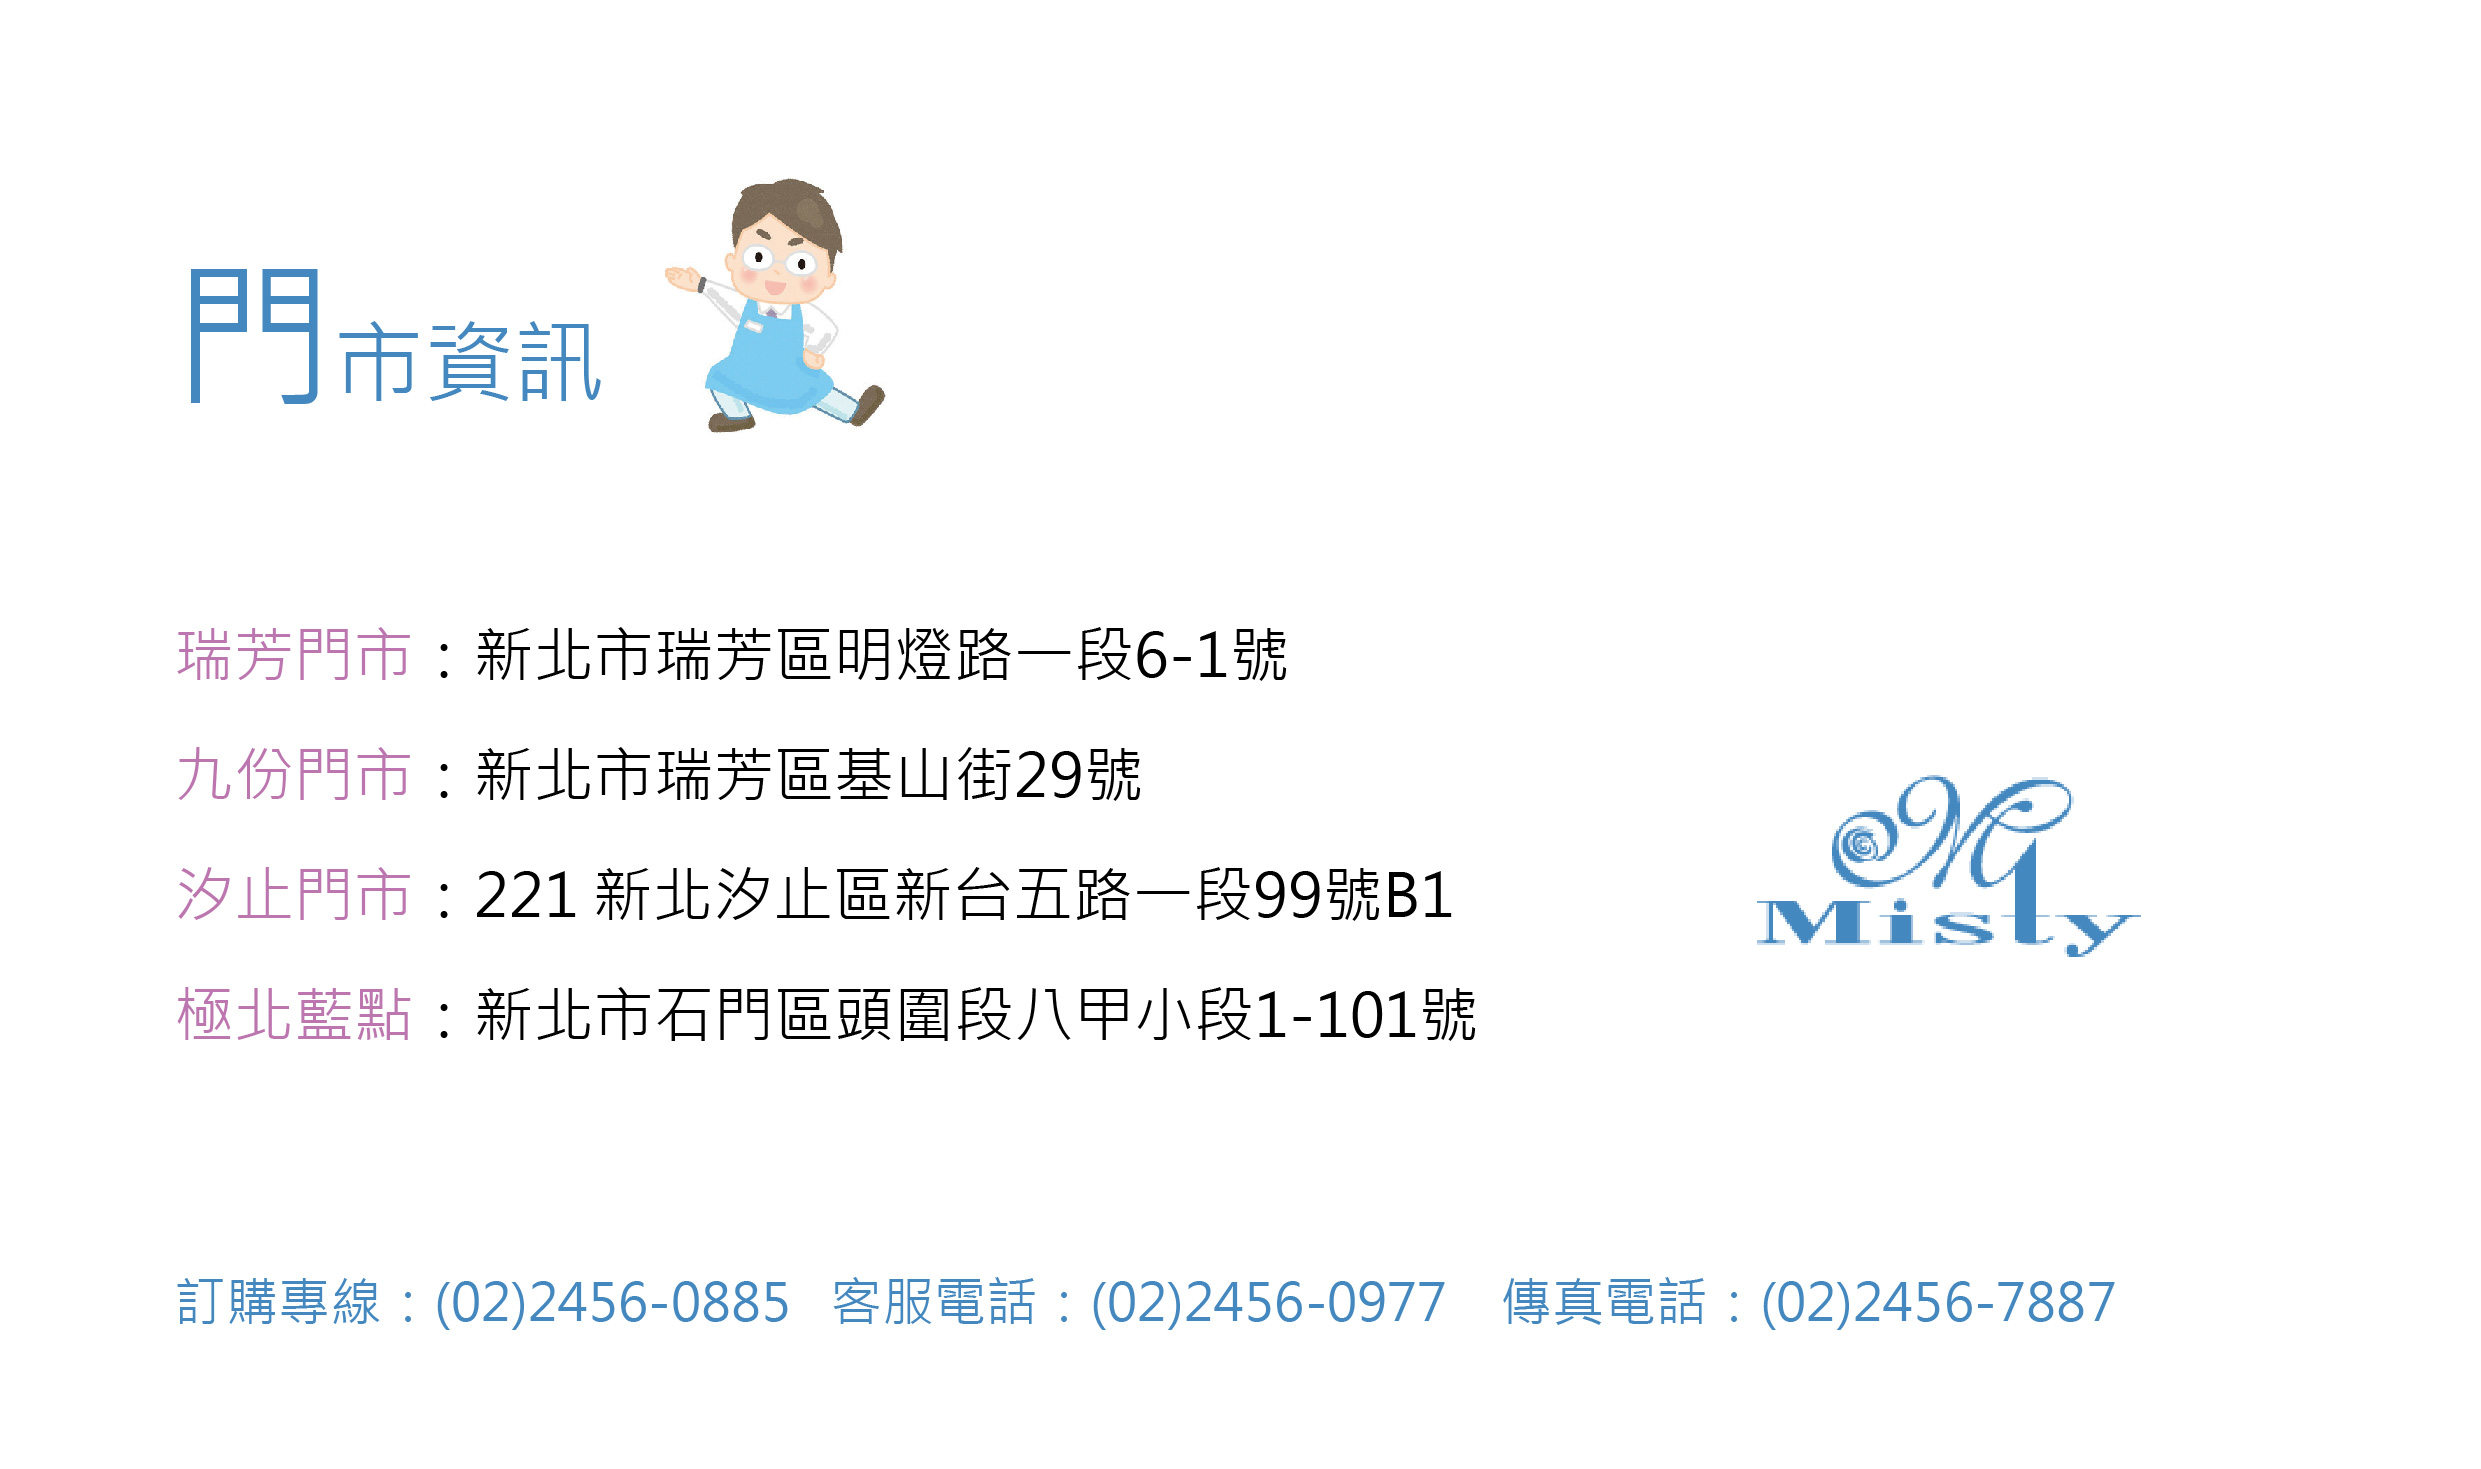 門市資訊
瑞芳門市：新北市瑞芳區明燈路一段6-1號
九份門市：新北市瑞芳區基山街29號
汐止門市：221 新北汐止區新台五路一段99號B1
極北藍點：新北市石門區頭圍段八甲小段1-101號
M
Misty
訂購專線：(02)2456-0885 客服電話：(02)2456-0977 傳真電話：(02)2456-7887